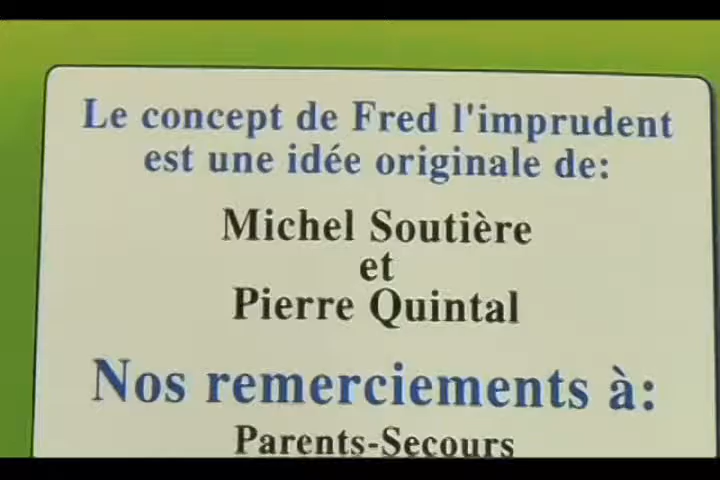 Le concept de Fred l'imprudent
est une idée originale de:
Michel Soutière
et
Pierre Quintal
Nos remerciements à:
Parents-Secours